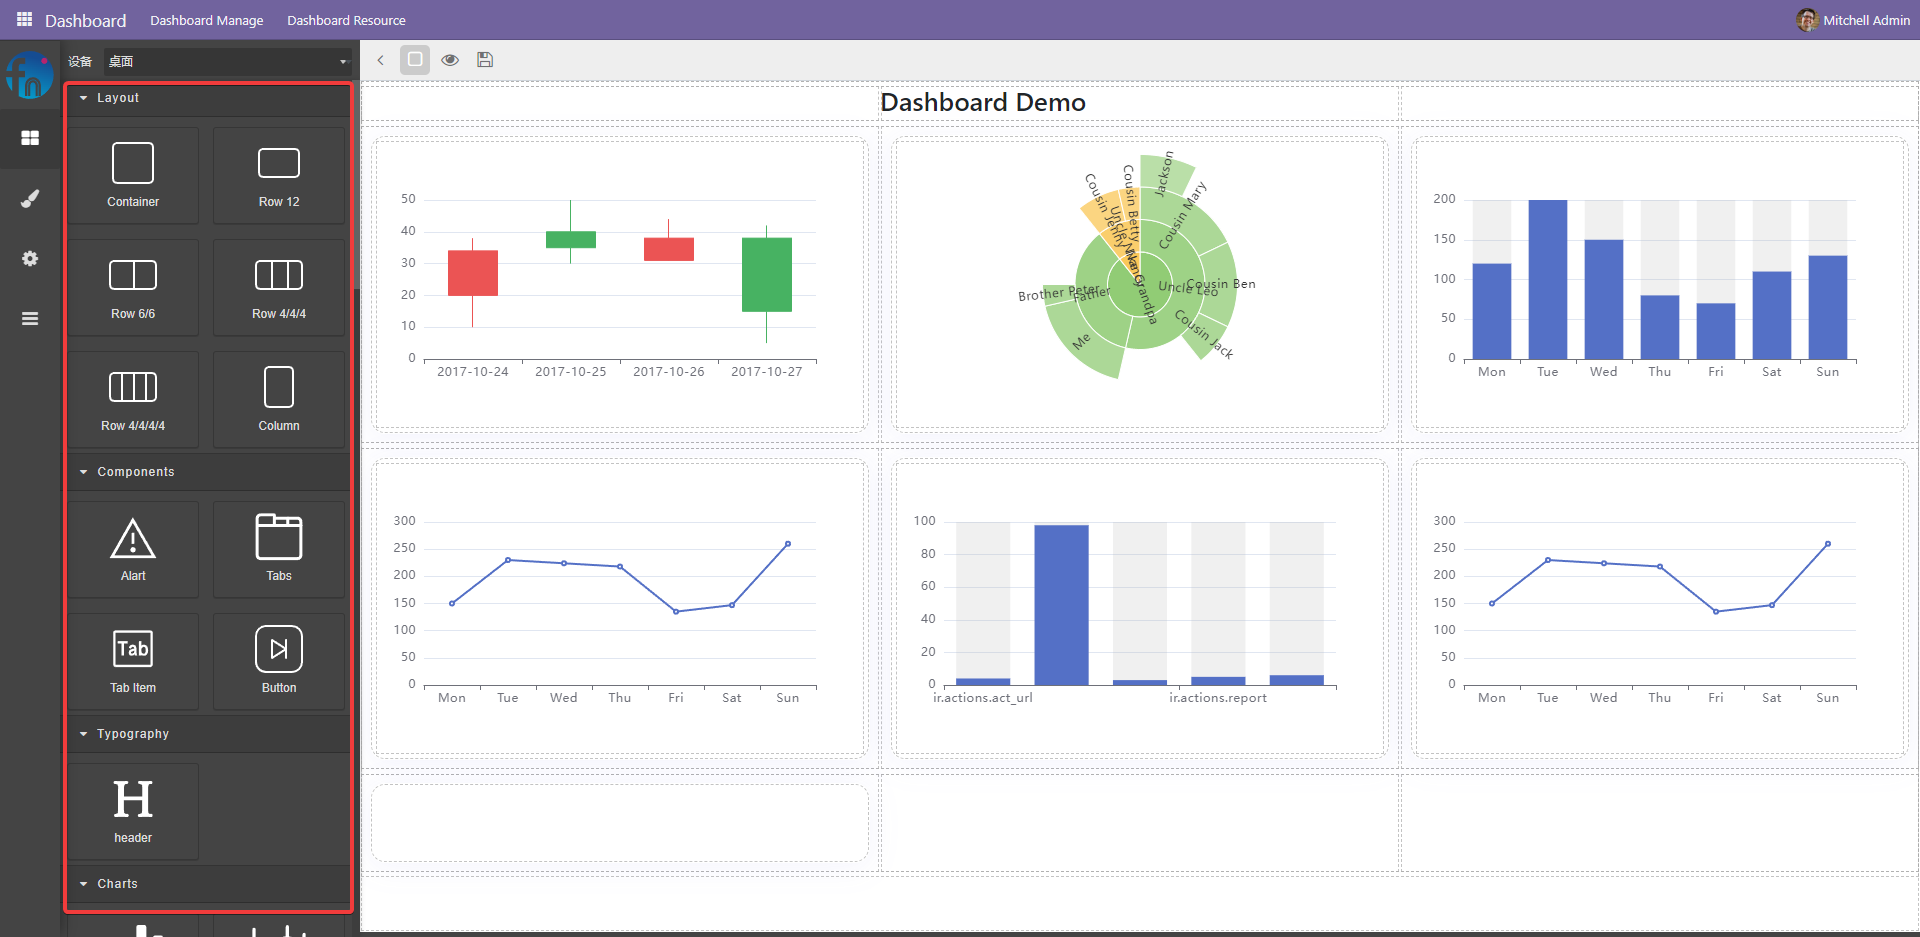 Dashboard Dashboard Manage Dashboard Resource Mitchell Admin
fn
设备 桌面
Layout
Container
Row 12
Row 6/6
Row 4/4/4
Row 4/4/4/4
Column
Components
Alart
Tabs
Tab
Tab Item
Button
Typography
H
header
Charts
Dashboard Demo
50
40
30
20
10
0
2017-10-24 2017-10-25 2017-10-26 2017-10-27
Jackson
Cousin Mary
Cousin Betty
Cousin Jenny
Uncle Nike
Nancy
Grandpa
Uncle Leo
Cousin Ben
Cousin Jack
Father
Brother Peter
Me
200
150
100
50
0
Mon Tue Wed Thu Fri Sat Sun
300
250
200
150
100
50
0
Mon Tue Wed Thu Fri Sat Sun
100
80
60
40
20
0
ir.actions.act_url ir.actions.report
300
250
200
150
100
50
0
Mon Tue Wed Thu Fri Sat Sun